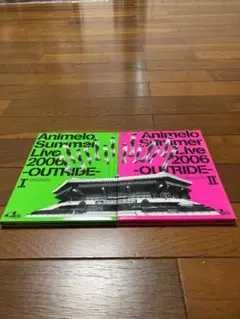 Animelo
Summer
Live
2006
-OUTRIDE-
I
Animelo
Summer
Live
2006
-OUTRIDE-
II